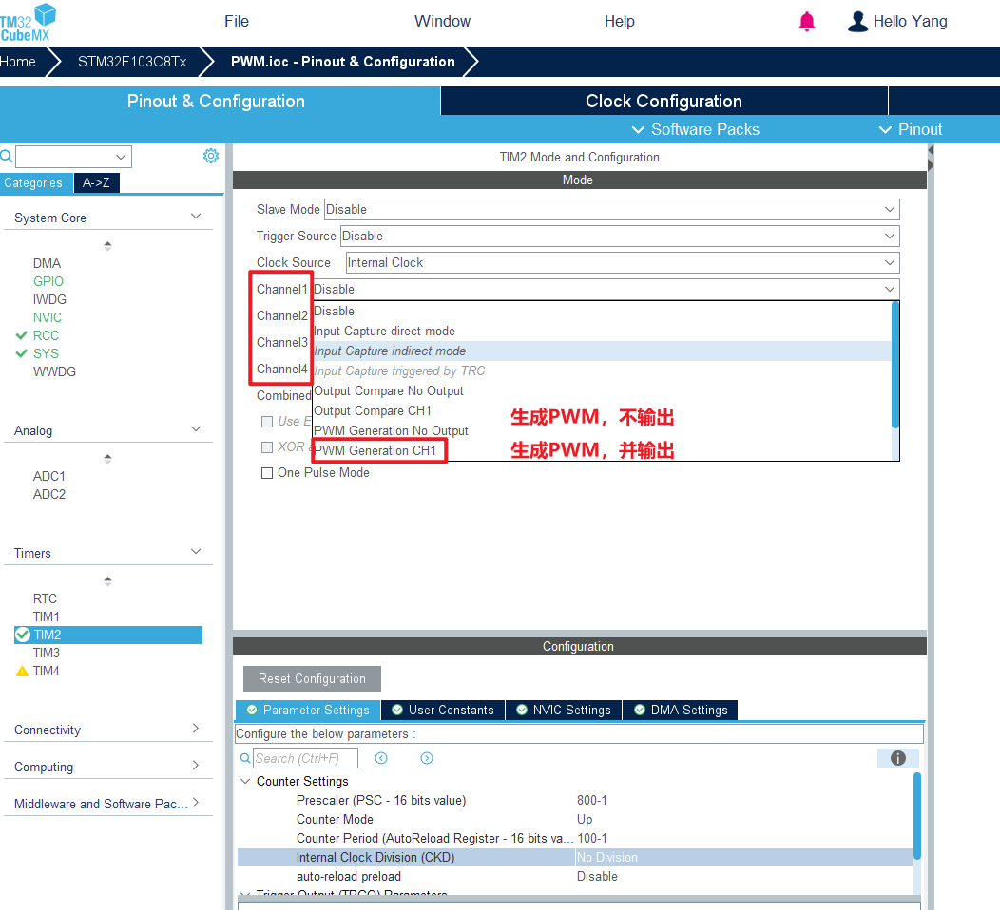 TM32
CubeMX
File
Window
Help
Hello Yang
Home
STM32F103C8Tx
PWM.ioc - Pinout & Configuration
Pinout & Configuration
Clock Configuration
Software Packs
Pinout
Categories
A->Z
System Core
DMA
GPIO
IWDG
NVIC
RCC
SYS
WWDG
Analog
ADC1
ADC2
Timers
RTC
TIM1
TIM2
TIM3
TIM4
Connectivity
Computing
Middleware and Software Pac...
TIM2 Mode and Configuration
Mode
Slave Mode Disable
Trigger Source Disable
Clock Source Internal Clock
Channel1 Disable
Channel2
Channel3
Channel4
Combined
Use E
XOR
One Pulse Mode
Disable
Input Capture direct mode
Input Capture indirect mode
Input Capture triggered by TRC
Output Compare No Output
Output Compare CH1
PWM Generation No Output
PWM Generation CH1
生成PWM，不输出
生成PWM，并输出
Configuration
Reset Configuration
Parameter Settings
User Constants
NVIC Settings
DMA Settings
Configure the below parameters :
Search (Ctrl+F)
Counter Settings
Prescaler (PSC - 16 bits value) 800-1
Counter Mode Up
Counter Period (AutoReload Register - 16 bits va... 100-1
Internal Clock Division (CKD) No Division
auto-reload preload Disable
Trigger Output (TRGO) Parameters